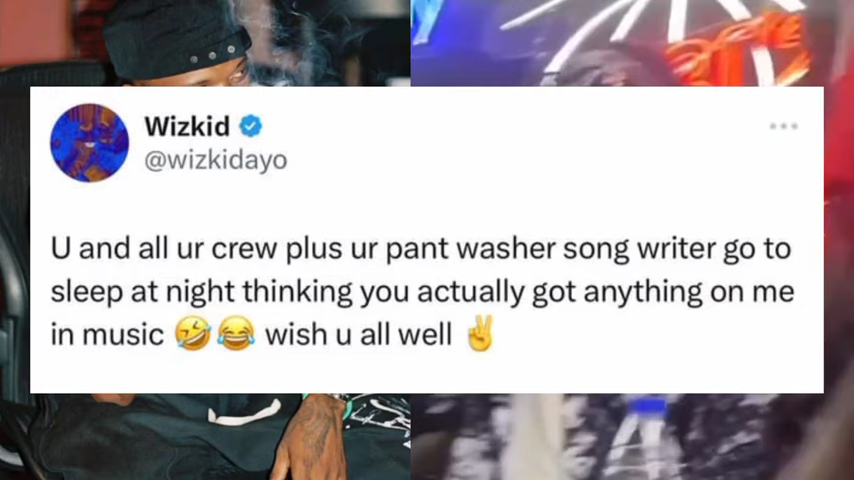 Wizkid
@wizkidayo
U and all ur crew plus ur pant washer song writer go to
sleep at night thinking you actually got anything on me
in music 🤣😂 wish u all well ✌️